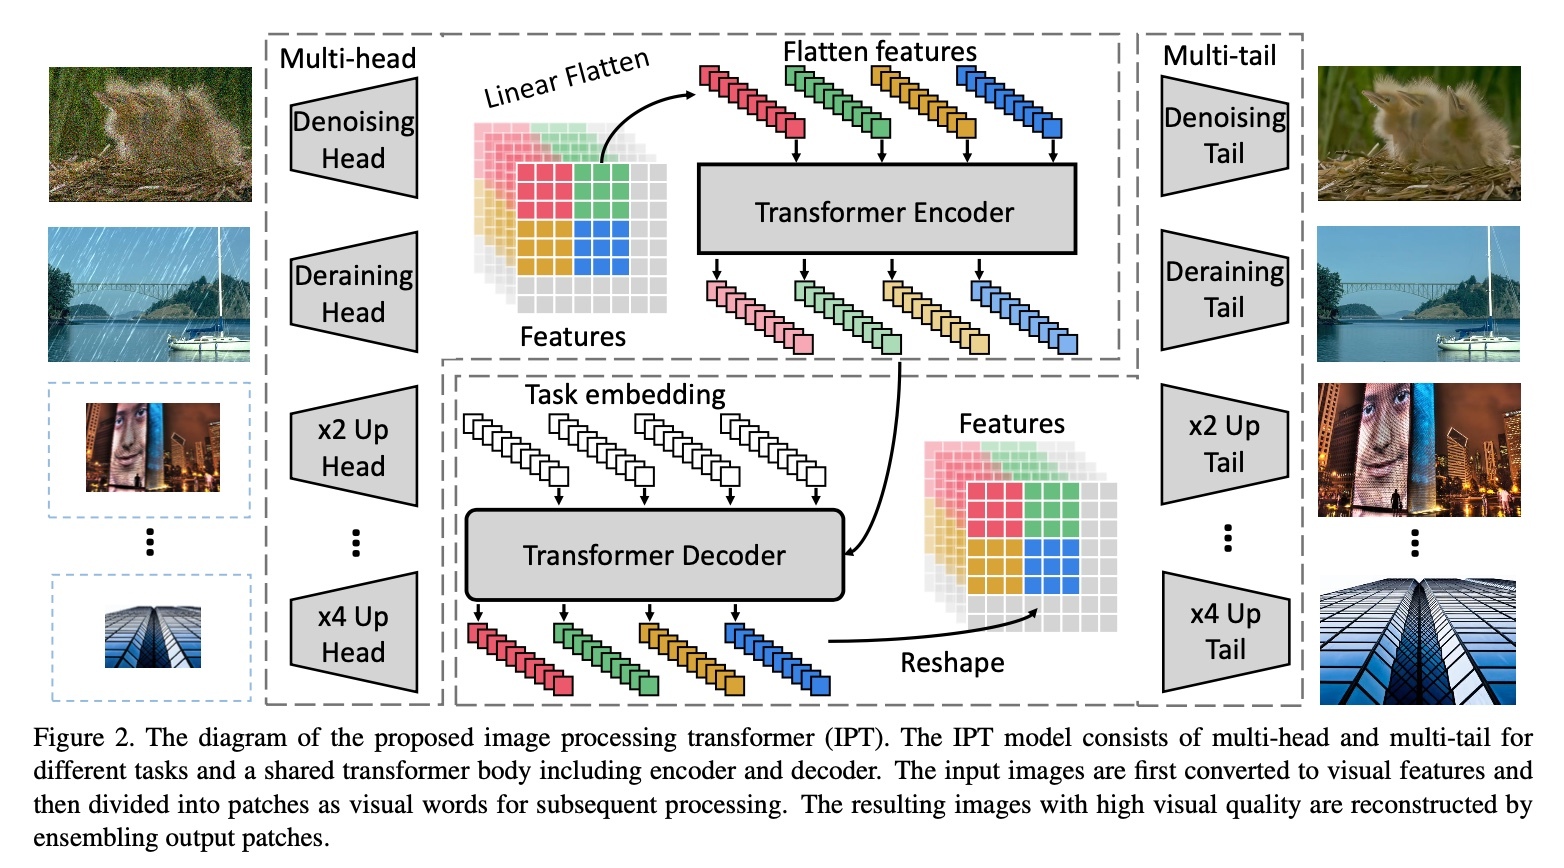 Multi-head
Denoising
Head
Deraining
Head
x2 Up
Head
x4 Up
Head
Linear Flatten
Features
Flatten features
Transformer Encoder
Task embedding
Transformer Decoder
Features
Reshape
Multi-tail
Denoising
Tail
Deraining
Tail
x2 Up
Tail
x4 Up
Tail
Figure 2. The diagram of the proposed image processing transformer (IPT). The IPT model consists of multi-head and multi-tail for
different tasks and a shared transformer body including encoder and decoder. The input images are first converted to visual features and
then divided into patches as visual words for subsequent processing. The resulting images with high visual quality are reconstructed by
ensembling output patches.